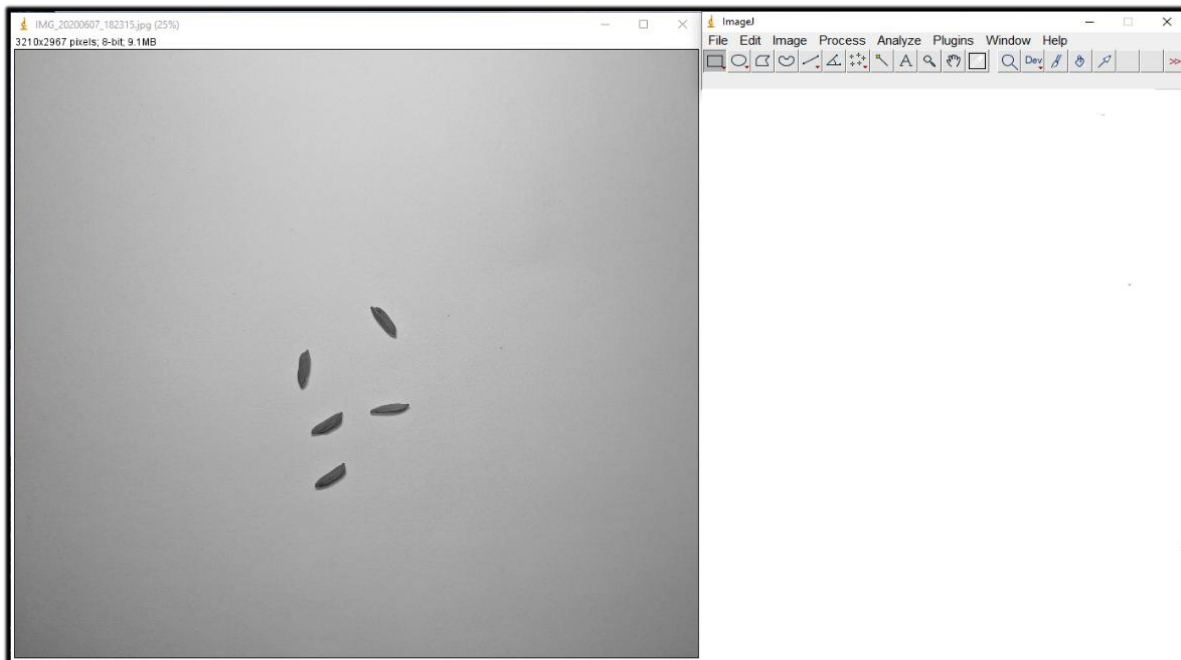 IMG_20200607_182315.jpg (25%)
3210x2967 pixels; 8-bit; 9.1MB
ImageJ
File Edit Image Process Analyze Plugins Window Help
A Dev >>